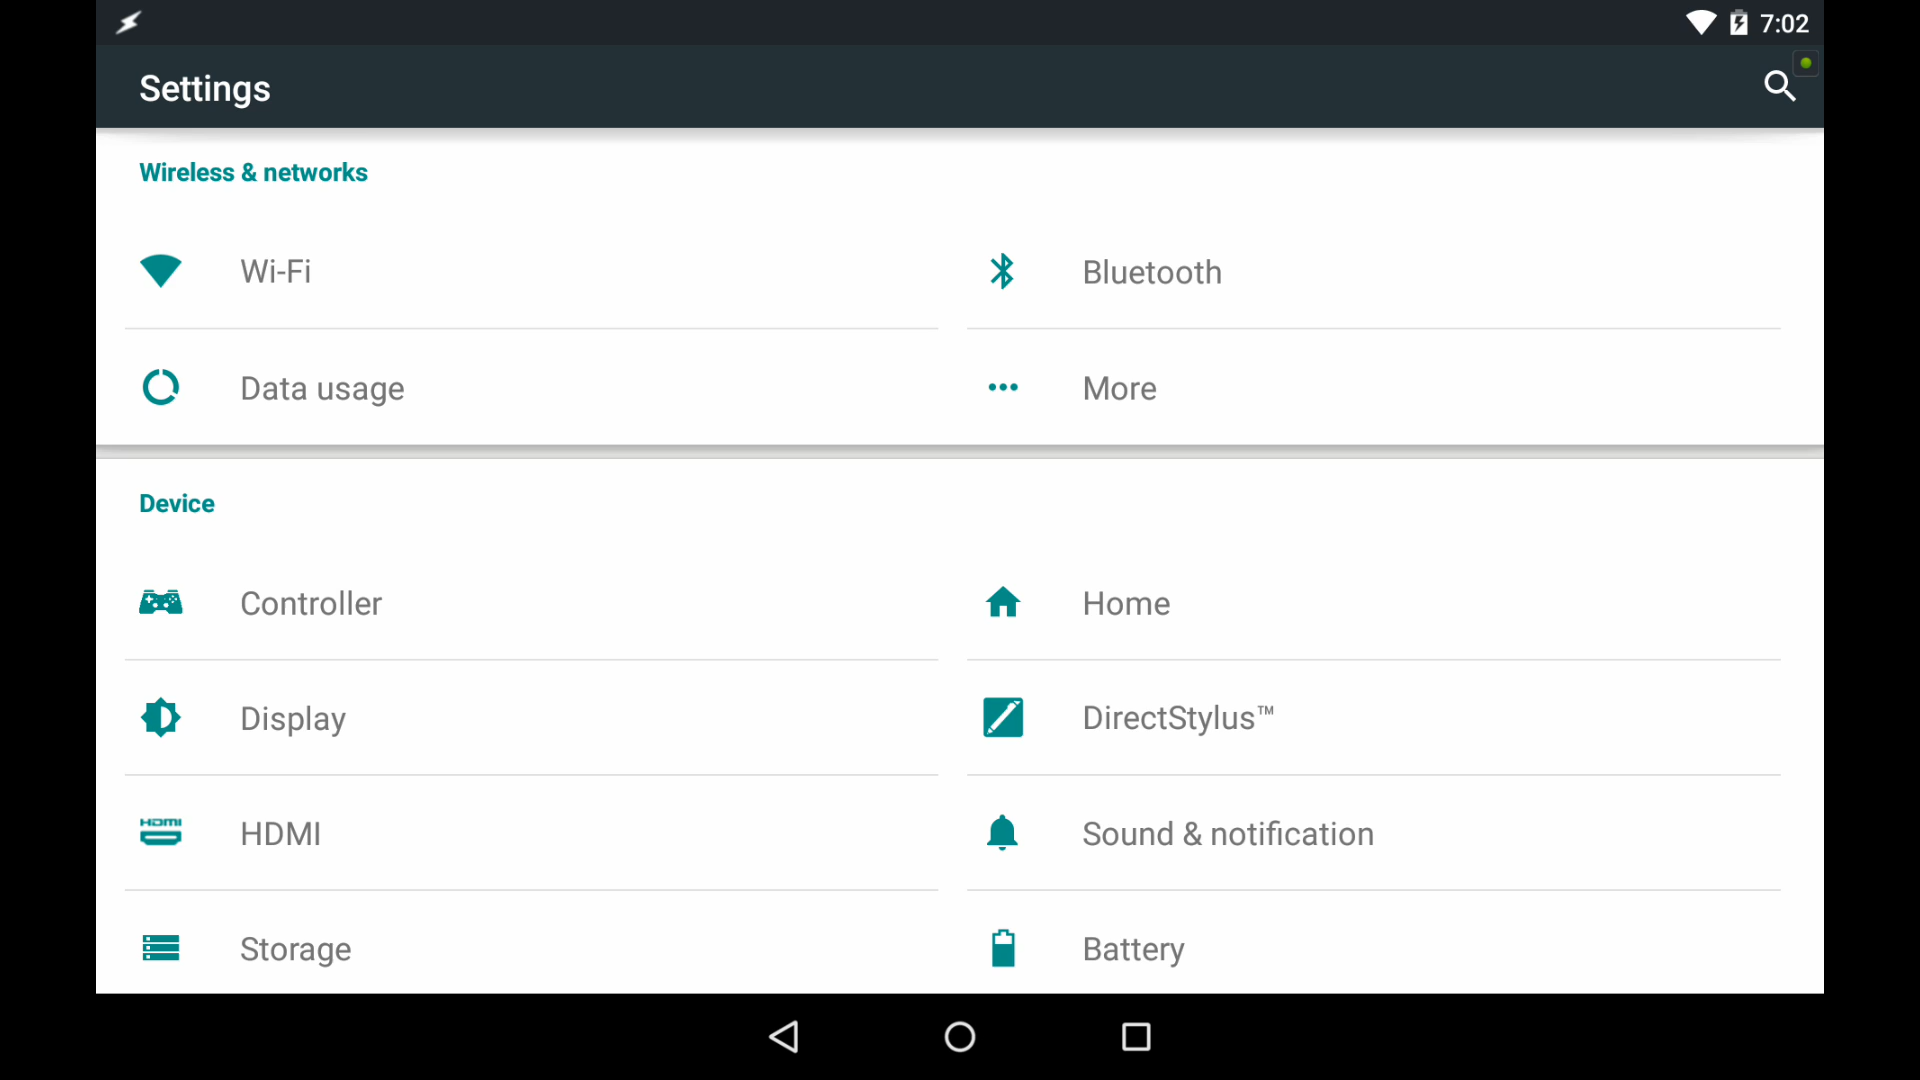 7:02
Settings
Wireless & networks
Wi-Fi
Bluetooth
Data usage
More
Device
Controller
Home
Display
DirectStylus™
HDMI
HDMI
Sound & notification
Storage
Battery